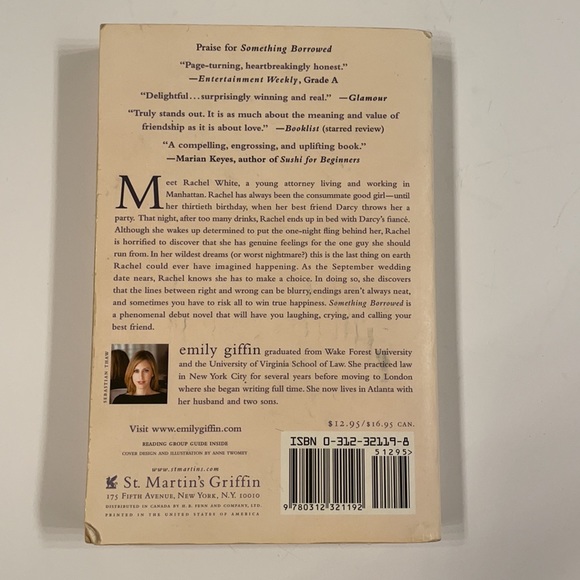 Praise for Something Borrowed
“Page-turning, heartbreakingly honest.”
—Entertainment Weekly, Grade A
“Delightful...surprisingly winning and real.” —Glamour
“Truly stands out. It is as much about the meaning and value of
friendship as it is about love.” —Booklist (starred review)
“A compelling, engrossing, and uplifting book.”
—Marian Keyes, author of Sushi for Beginners
Meet Rachel White, a young attorney living and working in
Manhattan. Rachel has always been the consummate good girl—until
her thirtieth birthday, when her best friend Darcy throws her a
party. That night, after too many drinks, Rachel ends up in bed with Darcy’s fiancé.
Although she wakes up determined to put the one-night fling behind her, Rachel
is horrified to discover that she has genuine feelings for the one guy she should
run from. In her wildest dreams (or worst nightmare?) this is the last thing on earth
Rachel could ever have imagined happening. As the September wedding
date nears, Rachel knows she has to make a choice. In doing so, she discovers
that the lines between right and wrong can be blurry, endings aren’t always neat,
and sometimes you have to risk all to win true happiness. Something Borrowed is
a phenomenal debut novel that will have you laughing, crying, and calling your
best friend.
SEBASTIAN THAW
emily giffin graduated from Wake Forest University
and the University of Virginia School of Law. She practiced law
in New York City for several years before moving to London
where she began writing full time. She now lives in Atlanta with
her husband and two sons.
Visit www.emilygiffin.com
READING GROUP GUIDE INSIDE
COVER DESIGN AND ILLUSTRATION BY ANNE TWOMEY
www.stmartins.com
St. Martin’s Griffin
175 FIFTH AVENUE, NEW YORK, N.Y. 10010
DISTRIBUTED IN CANADA BY H. B. FENN AND COMPANY, LTD.
PRINTED IN THE UNITED STATES OF AMERICA
$12.95/$16.95 CAN.
ISBN 0-312-32119-8
51295>
9 780312 321192